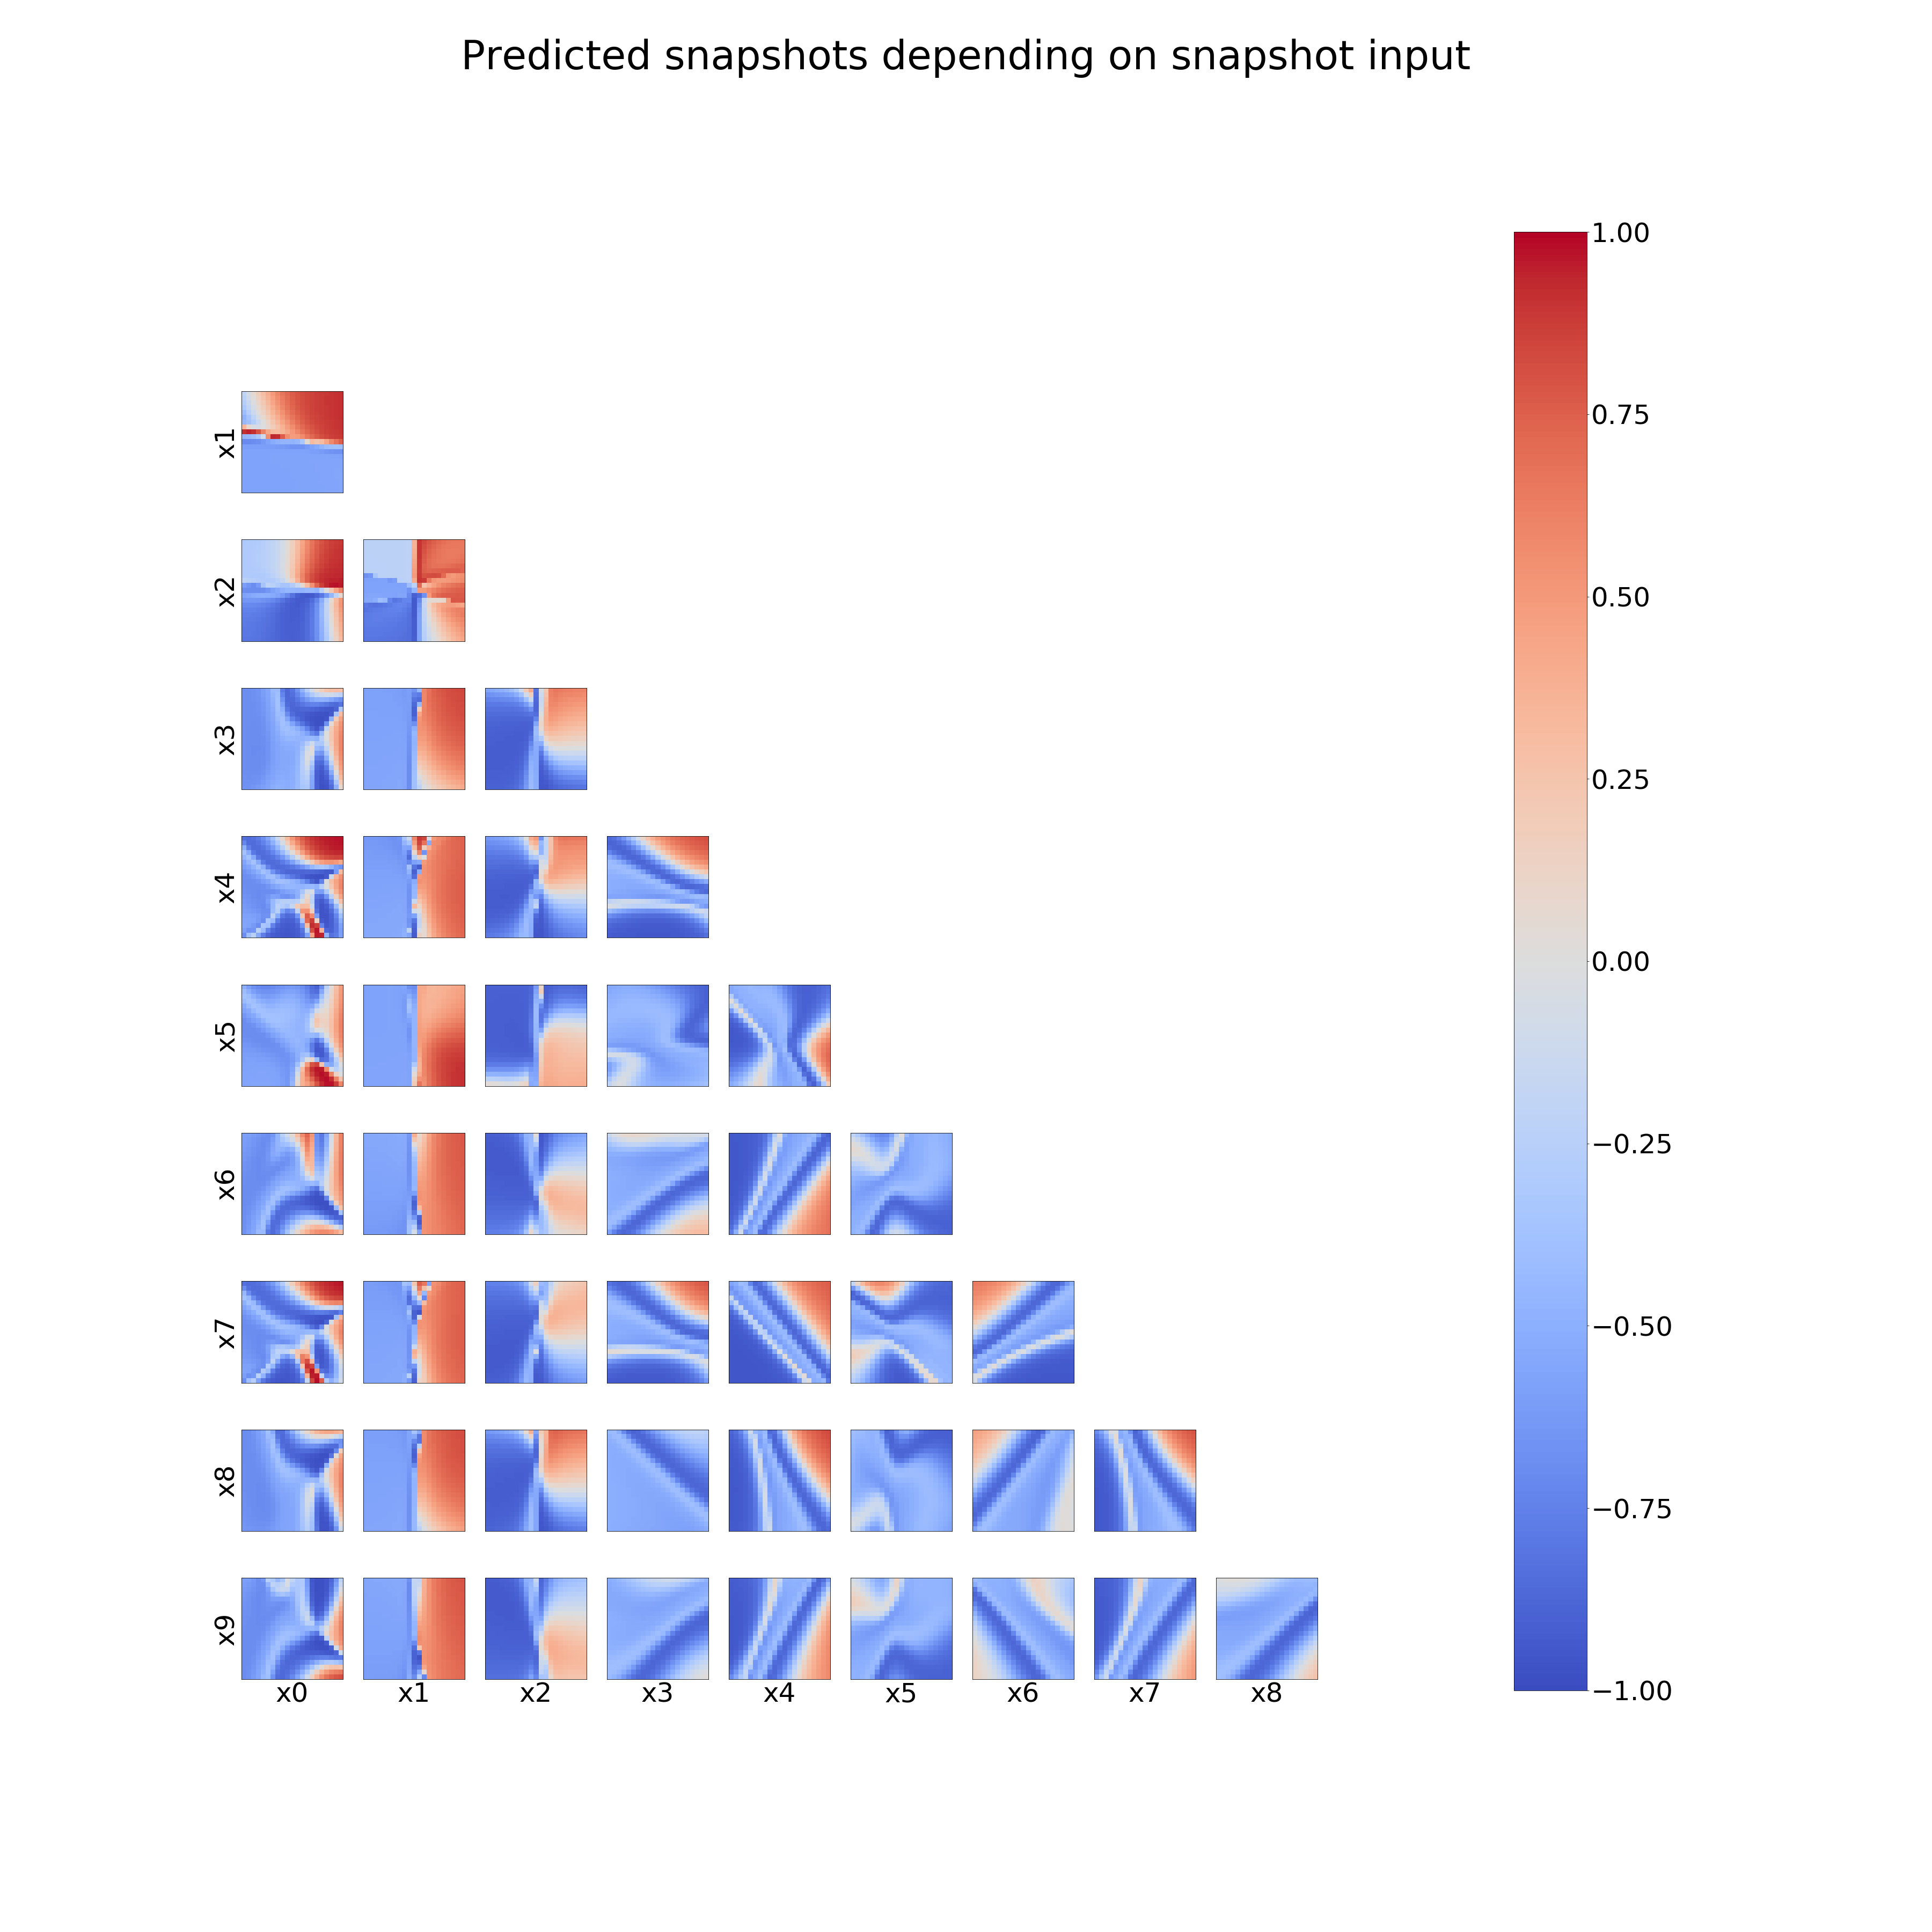 Predicted snapshots depending on snapshot input
1.00
0.75
0.50
0.25
0.00
−0.25
−0.50
−0.75
−1.00
x1
x2
x3
x4
x5
x6
x7
x8
x9
x0 x1 x2 x3 x4 x5 x6 x7 x8